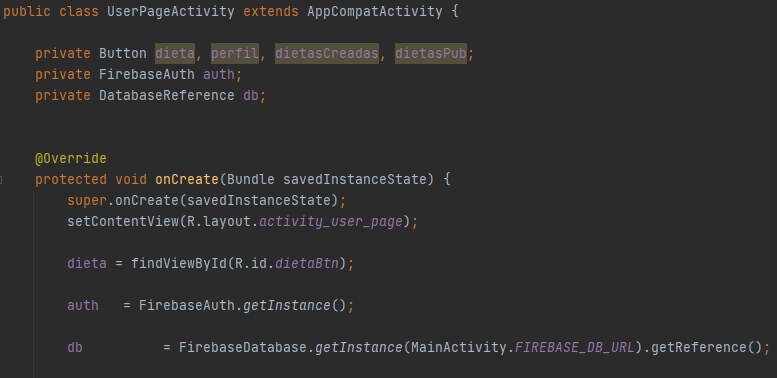 public class UserPageActivity extends AppCompatActivity {
private Button dieta, perfil, dietasCreadas, dietasPub;
private FirebaseAuth auth;
private DatabaseReference db;
@Override
protected void onCreate(Bundle savedInstanceState) {
super.onCreate(savedInstanceState);
setContentView(R.layout.activity_user_page);
dieta = findViewById(R.id.dietaBtn);
auth = FirebaseAuth.getInstance();
db = FirebaseDatabase.getInstance(MainActivity.FIREBASE_DB_URL).getReference();